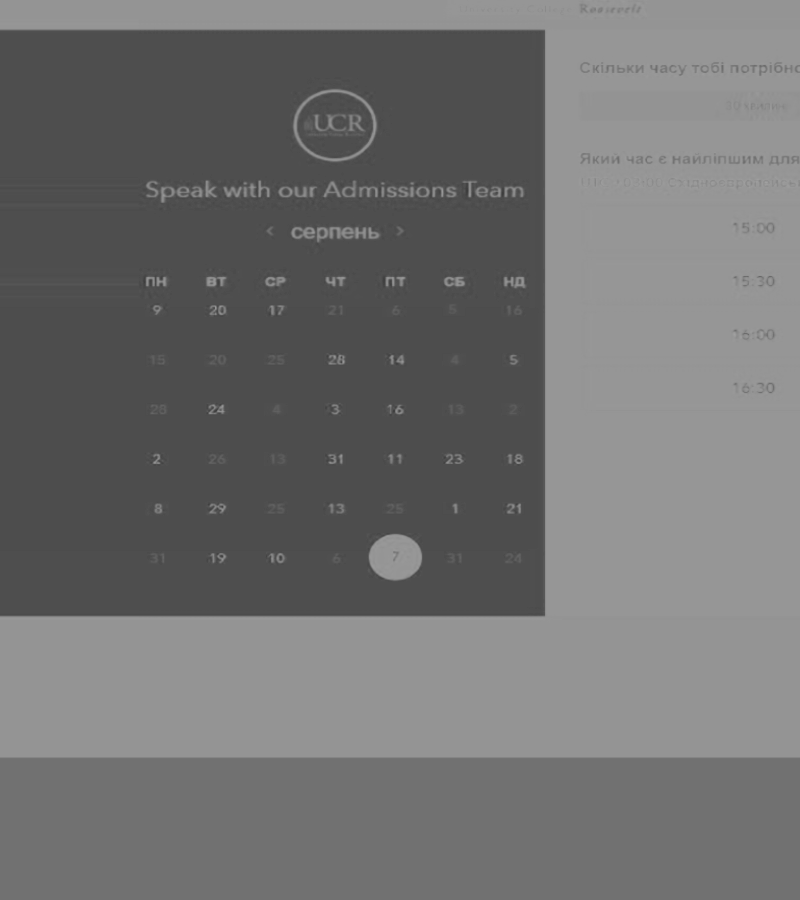 Roosevelt
UCR
Speak with our Admissions Team
< серпень >
ПН ВТ СР ЧТ ПТ СБ НД
9 20 17 21 6 5 16
15 20 25 28 14 4 5
28 24 4 3 16 13 2
2 26 13 31 11 23 18
8 29 25 13 25 1 21
31 19 10 6 7 31 24
Скільки часу тобі потрібно
Який час є найліпшим для
15:00
15:30
16:00
16:30